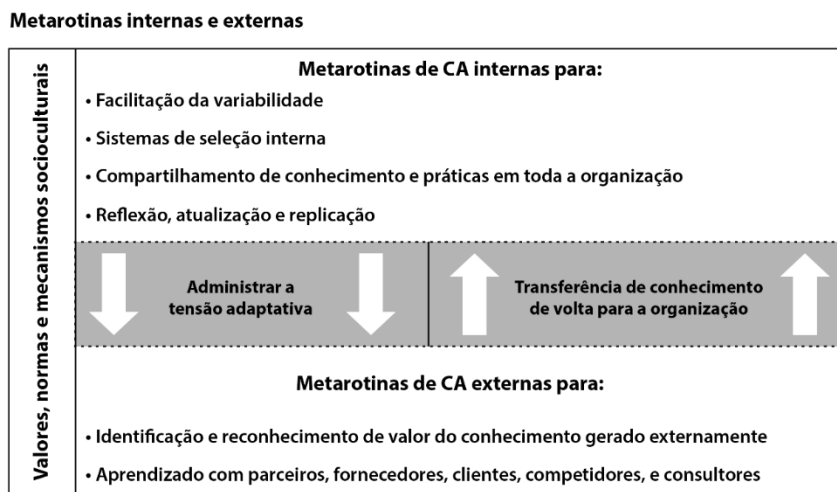 Metarotinas internas e externas
Valores, normas e mecanismos socioculturais
Metarotinas de CA internas para:
• Facilitação da variabilidade
• Sistemas de seleção interna
• Compartilhamento de conhecimento e práticas em toda a organização
• Reflexão, atualização e replicação
Administrar a
tensão adaptativa
Transferência de conhecimento
de volta para a organização
Metarotinas de CA externas para:
• Identificação e reconhecimento de valor do conhecimento gerado externamente
• Aprendizado com parceiros, fornecedores, clientes, competidores, e consultores